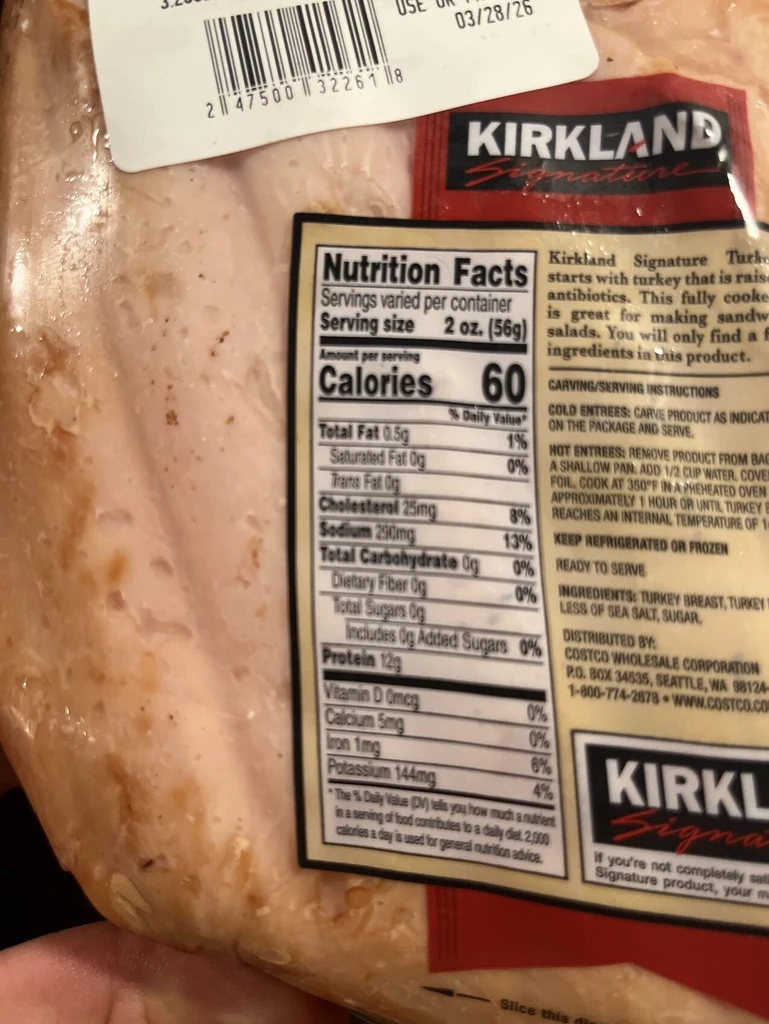 USE OR
03/28/26
2 47500 32261 8
KIRKLAND
Signature
Nutrition Facts
Servings varied per container
Serving size 2 oz. (56g)
Amount per serving
Calories 60
% Daily Value*
Total Fat 0.5g 1%
Saturated Fat 0g 0%
Trans Fat 0g
Cholesterol 25mg 8%
Sodium 290mg 13%
Total Carbohydrate 0g 0%
Dietary Fiber 0g 0%
Total Sugars 0g
Includes 0g Added Sugars 0%
Protein 12g
Vitamin D 0mcg 0%
Calcium 5mg 0%
Iron 1mg 6%
Potassium 144mg 4%
* The % Daily Value (DV) tells you how much a nutrient
in a serving of food contributes to a daily diet. 2,000
calories a day is used for general nutrition advice.
Kirkland Signature
starts with turkey that is
antibiotics. This fully
is great for making
salads. You will only find a
ingredients in this product.
CARVING/SERVING INSTRUCTIONS
COLD ENTREES: CARVE PRODUCT AS
ON THE PACKAGE AND SERVE.
HOT ENTREES: REMOVE PRODUCT FROM
A SHALLOW PAN. ADD 1/2 CUP WATER.
FOIL. COOK AT 350°F IN A PREHEATED OVEN
APPROXIMATELY 1 HOUR OR UNTIL TURKEY
REACHES AN INTERNAL TEMPERATURE OF
KEEP REFRIGERATED OR FROZEN
READY TO SERVE
INGREDIENTS: TURKEY BREAST, TURKEY
LESS OF SEA SALT, SUGAR.
DISTRIBUTED BY:
COSTCO WHOLESALE CORPORATION
P.O. BOX 34535, SEATTLE, WA 98124-
1-800-774-2678 • WWW.COSTCO.CO
KIRKL
Signa
If you're not completely
Signature product, your
Slice this